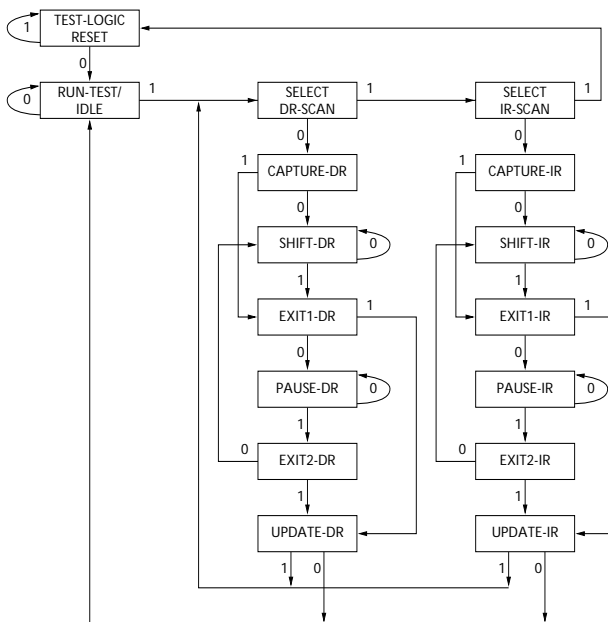 TEST-LOGIC
RESET
1
0
RUN-TEST/
IDLE
0
1
SELECT
DR-SCAN
1
SELECT
IR-SCAN
1
0
0
CAPTURE-DR
1
CAPTURE-IR
1
0
0
SHIFT-DR
0
SHIFT-IR
0
1
1
EXIT1-DR
1
EXIT1-IR
1
0
0
PAUSE-DR
0
PAUSE-IR
0
1
1
0
EXIT2-DR
0
EXIT2-IR
1
1
UPDATE-DR
UPDATE-IR
1
0
1
0